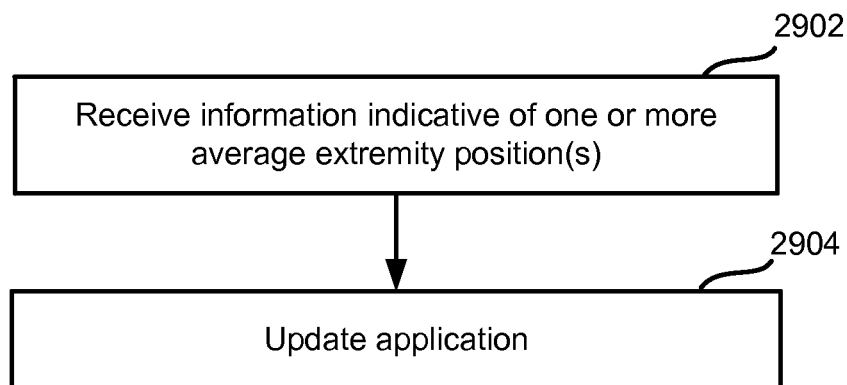 2902
Receive information indicative of one or more
average extremity position(s)
2904
Update application